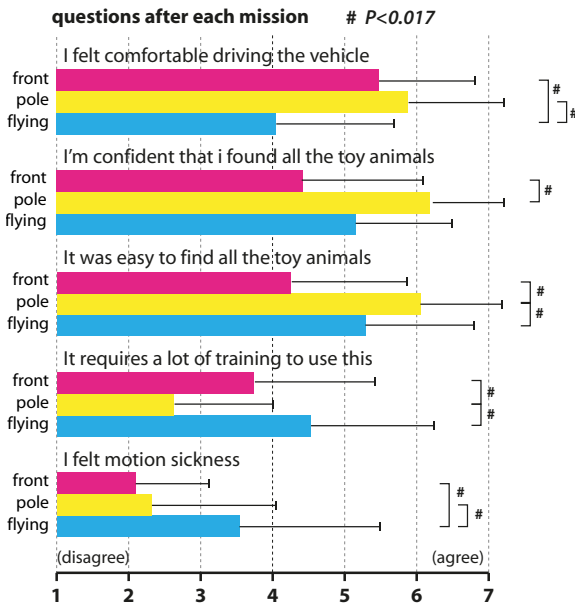 questions after each mission # P<0.017
I felt comfortable driving the vehicle
front
pole
flying
#
#
I'm confident that i found all the toy animals
front
pole
flying
#
It was easy to find all the toy animals
front
pole
flying
#
#
It requires a lot of training to use this
front
pole
flying
#
#
I felt motion sickness
front
pole
flying
#
#
(disagree) (agree)
1 2 3 4 5 6 7